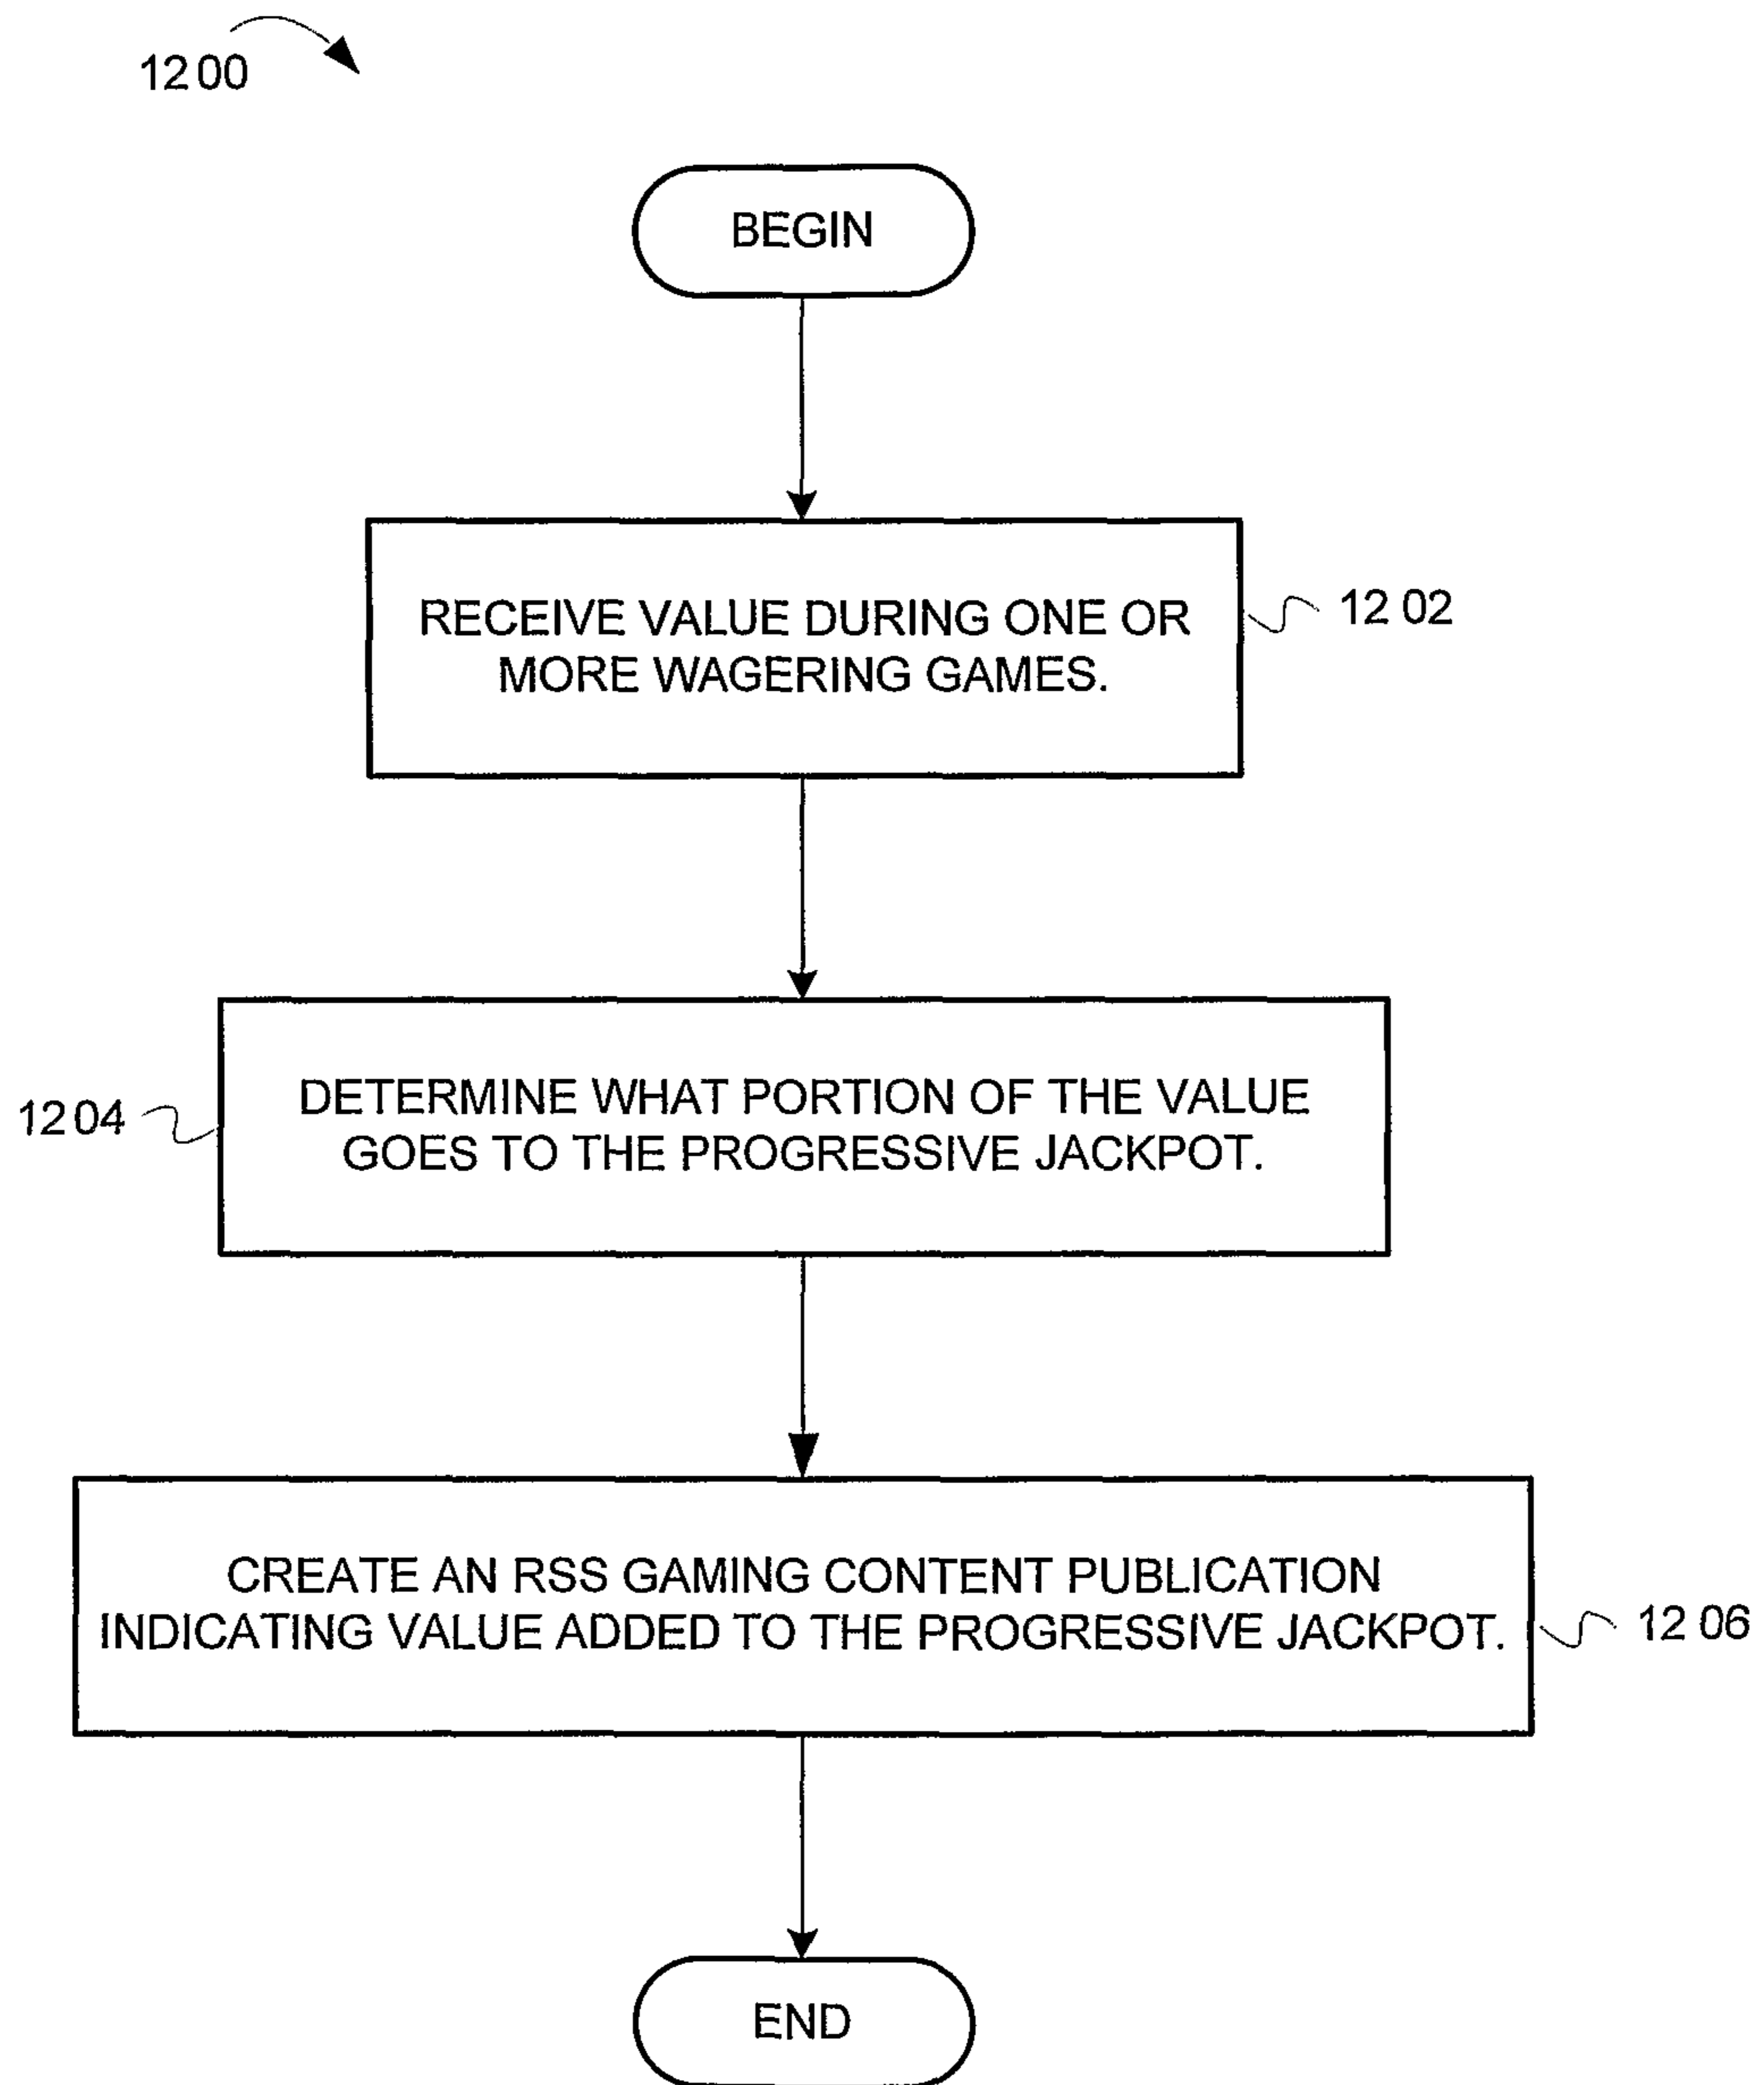 1200
BEGIN
RECEIVE VALUE DURING ONE OR
MORE WAGERING GAMES.
1202
DETERMINE WHAT PORTION OF THE VALUE
GOES TO THE PROGRESSIVE JACKPOT.
1204
CREATE AN RSS GAMING CONTENT PUBLICATION
INDICATING VALUE ADDED TO THE PROGRESSIVE JACKPOT.
1206
END